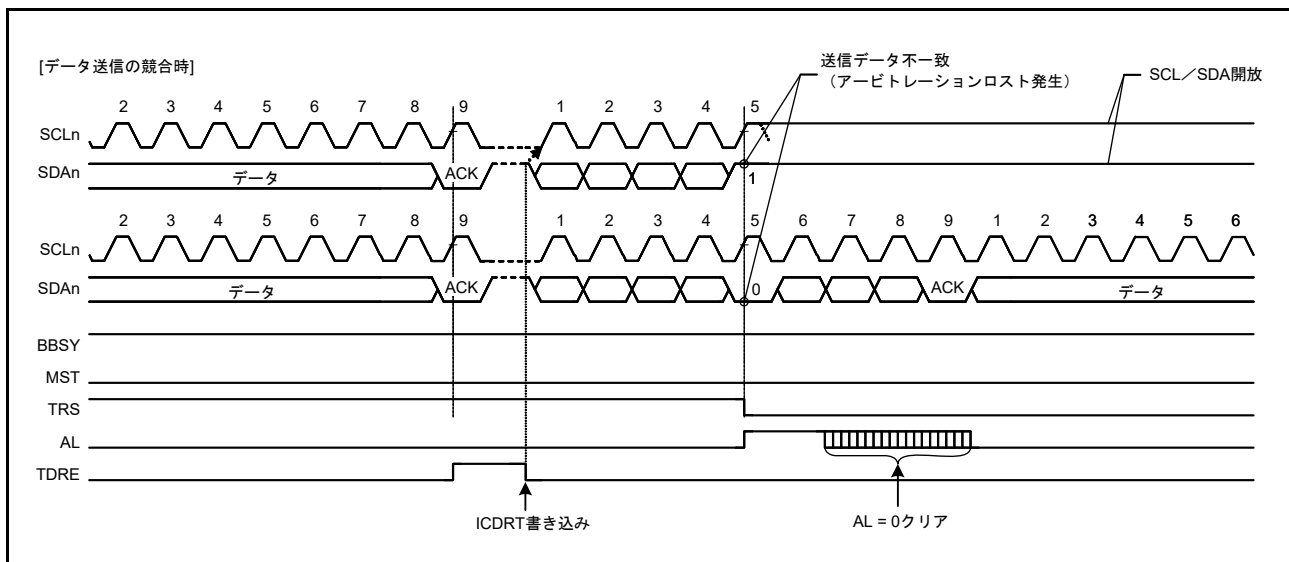 [データ送信の競合時]
送信データ不一致
（アービトレーションロスト発生）
SCL／SDA開放
2 3 4 5 6 7 8 9 1 2 3 4 5
SCLn
SDAn
データ ACK 1
2 3 4 5 6 7 8 9 1 2 3 4 5 6 7 8 9 1 2 3 4 5 6
SCLn
SDAn
データ ACK 0 ACK データ
BBSY
MST
TRS
AL
TDRE
ICDRT書き込み
AL = 0クリア